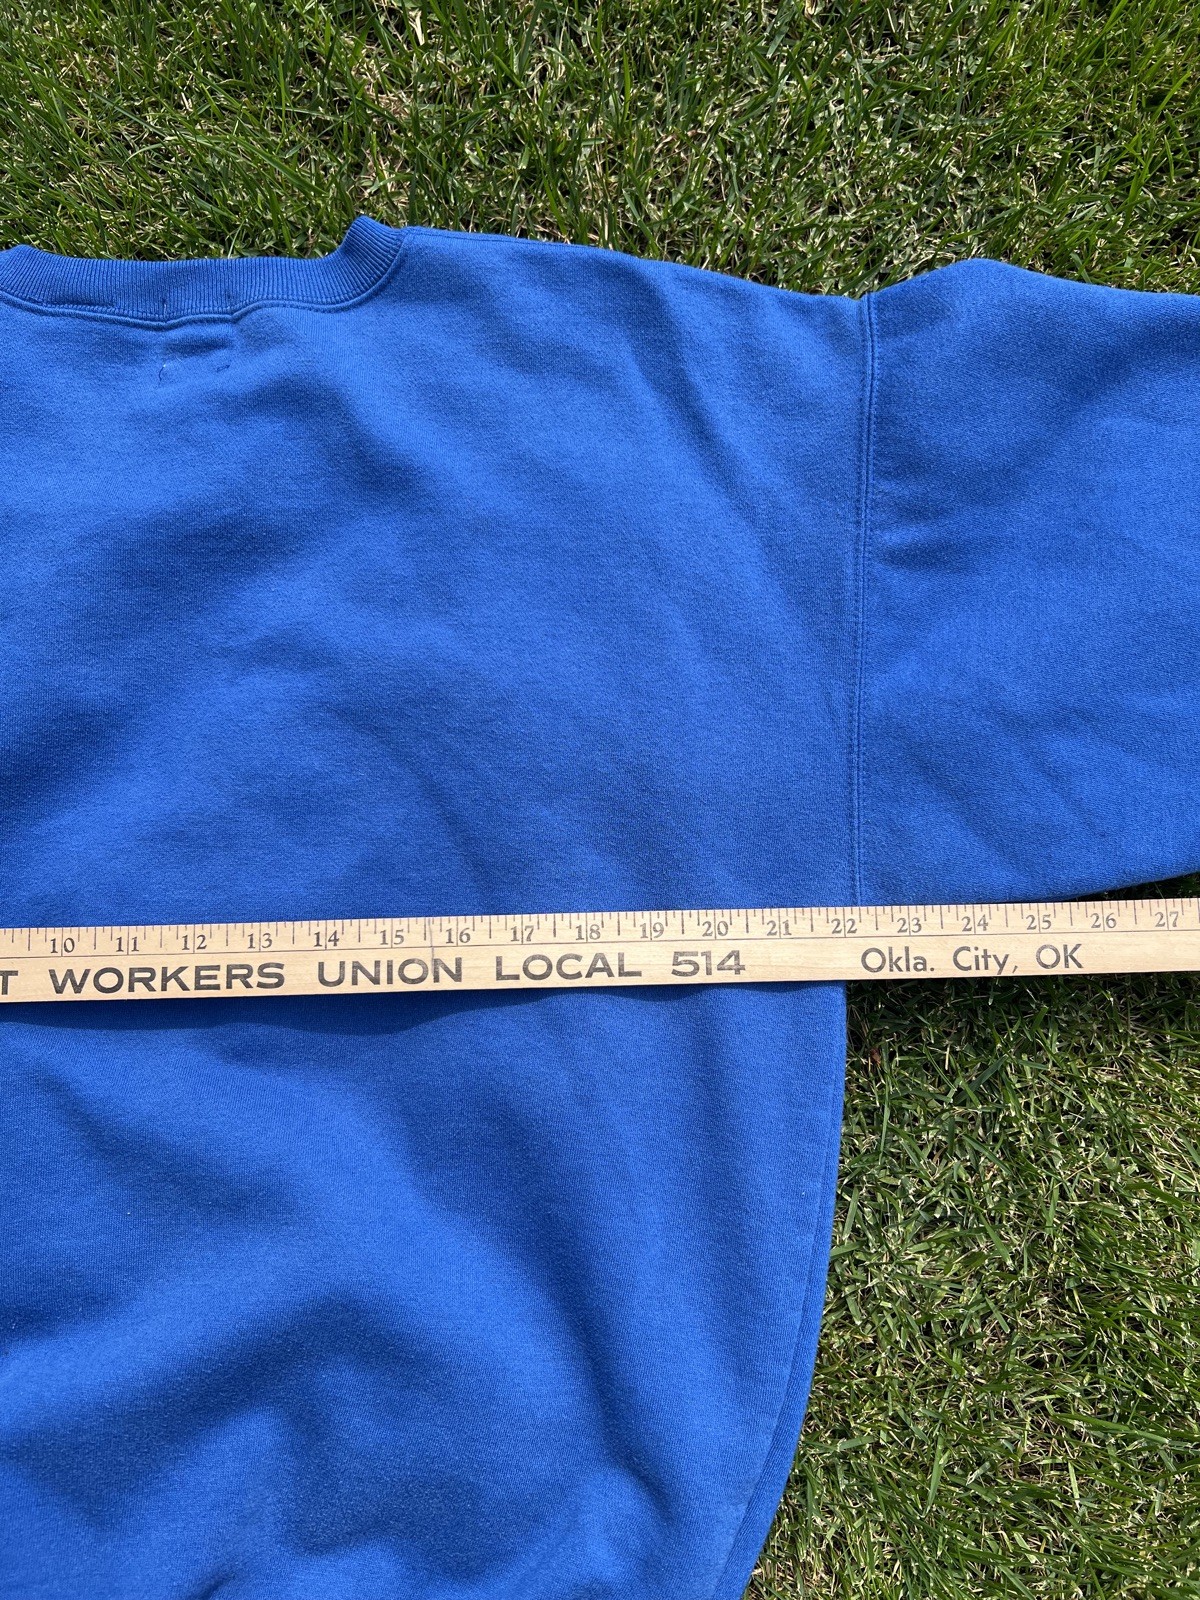 10 11 12 13 14 15 16 17 18 19 20 21 22 23 24 25 26 27
T WORKERS UNION LOCAL 514 Okla. City, OK